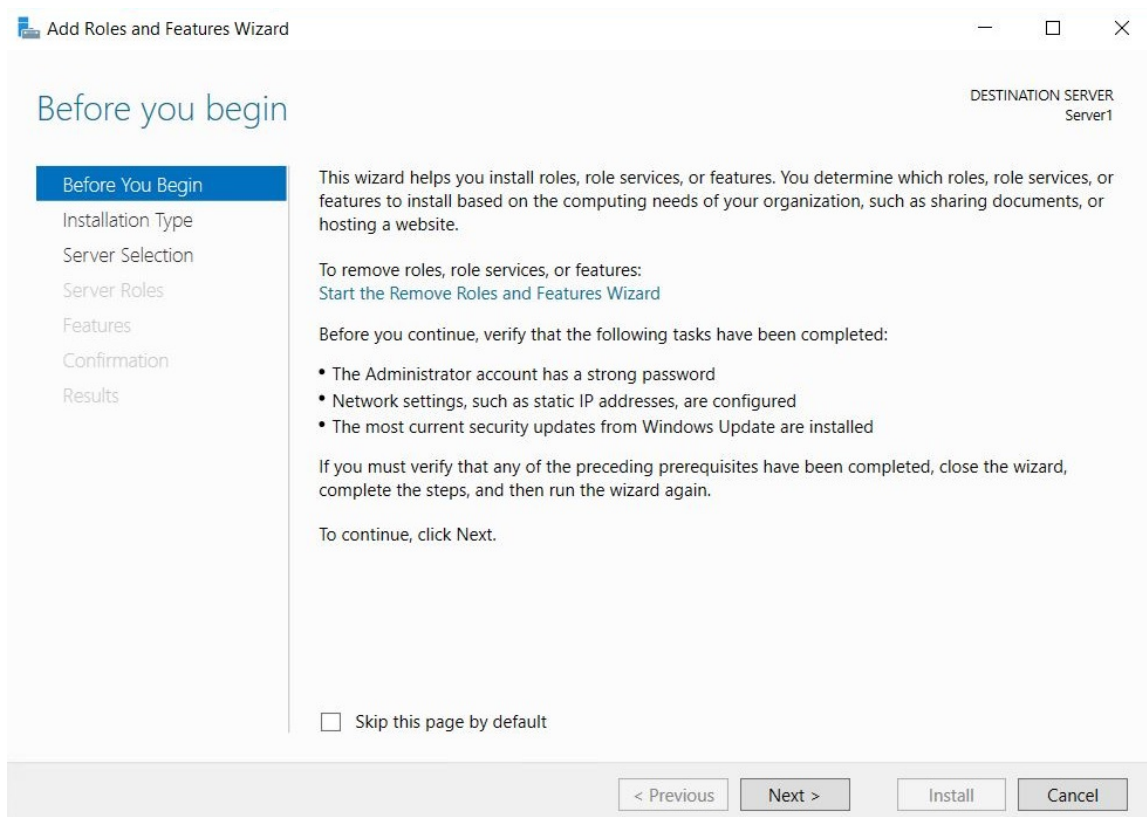 Add Roles and Features Wizard
Before you begin
DESTINATION SERVER
Server1
Before You Begin
Installation Type
Server Selection
Server Roles
Features
Confirmation
Results
This wizard helps you install roles, role services, or features. You determine which roles, role services, or
features to install based on the computing needs of your organization, such as sharing documents, or
hosting a website.
To remove roles, role services, or features:
Start the Remove Roles and Features Wizard
Before you continue, verify that the following tasks have been completed:
• The Administrator account has a strong password
• Network settings, such as static IP addresses, are configured
• The most current security updates from Windows Update are installed
If you must verify that any of the preceding prerequisites have been completed, close the wizard,
complete the steps, and then run the wizard again.
To continue, click Next.
Skip this page by default
< Previous
Next >
Install
Cancel